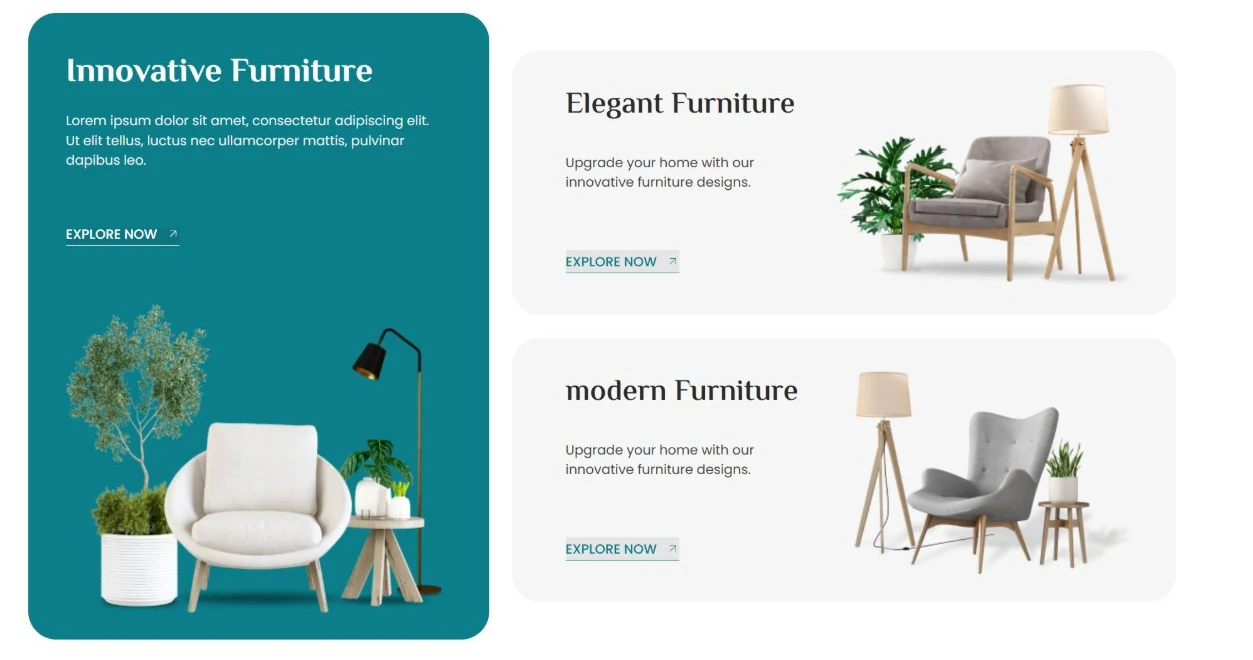 Innovative Furniture
Lorem ipsum dolor sit amet, consectetur adipiscing elit.
Ut elit tellus, luctus nec ullamcorper mattis, pulvinar
dapibus leo.
EXPLORE NOW
Elegant Furniture
Upgrade your home with our
innovative furniture designs.
EXPLORE NOW
modern Furniture
Upgrade your home with our
innovative furniture designs.
EXPLORE NOW